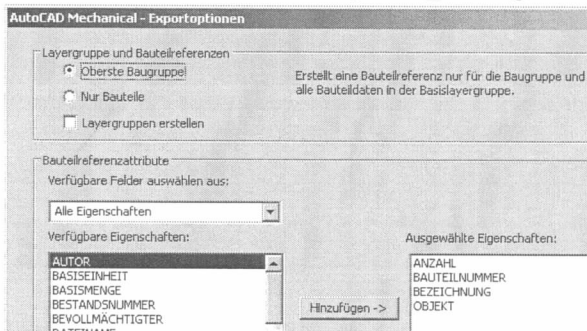 AutoCAD Mechanical - Exportoptionen
Layergruppe und Bauteilreferenzen
Oberste Baugruppe
Erstellt eine Bauteilreferenz nur für die Baugruppe und
alle Bauteildaten in der Basislayergruppe.
Nur Bauteile
Layergruppen erstellen
Bauteilreferenzattribute
Verfügbare Felder auswählen aus:
Alle Eigenschaften
Verfügbare Eigenschaften:
Ausgewählte Eigenschaften:
AUTOR
BASISEINHEIT
BASISMENGE
BESTANDSNUMMER
BEVOLLMÄCHTIGTER
DATEINAME
Hinzufügen ->
ANZAHL
BAUTEILNUMMER
BEZEICHNUNG
OBJEKT